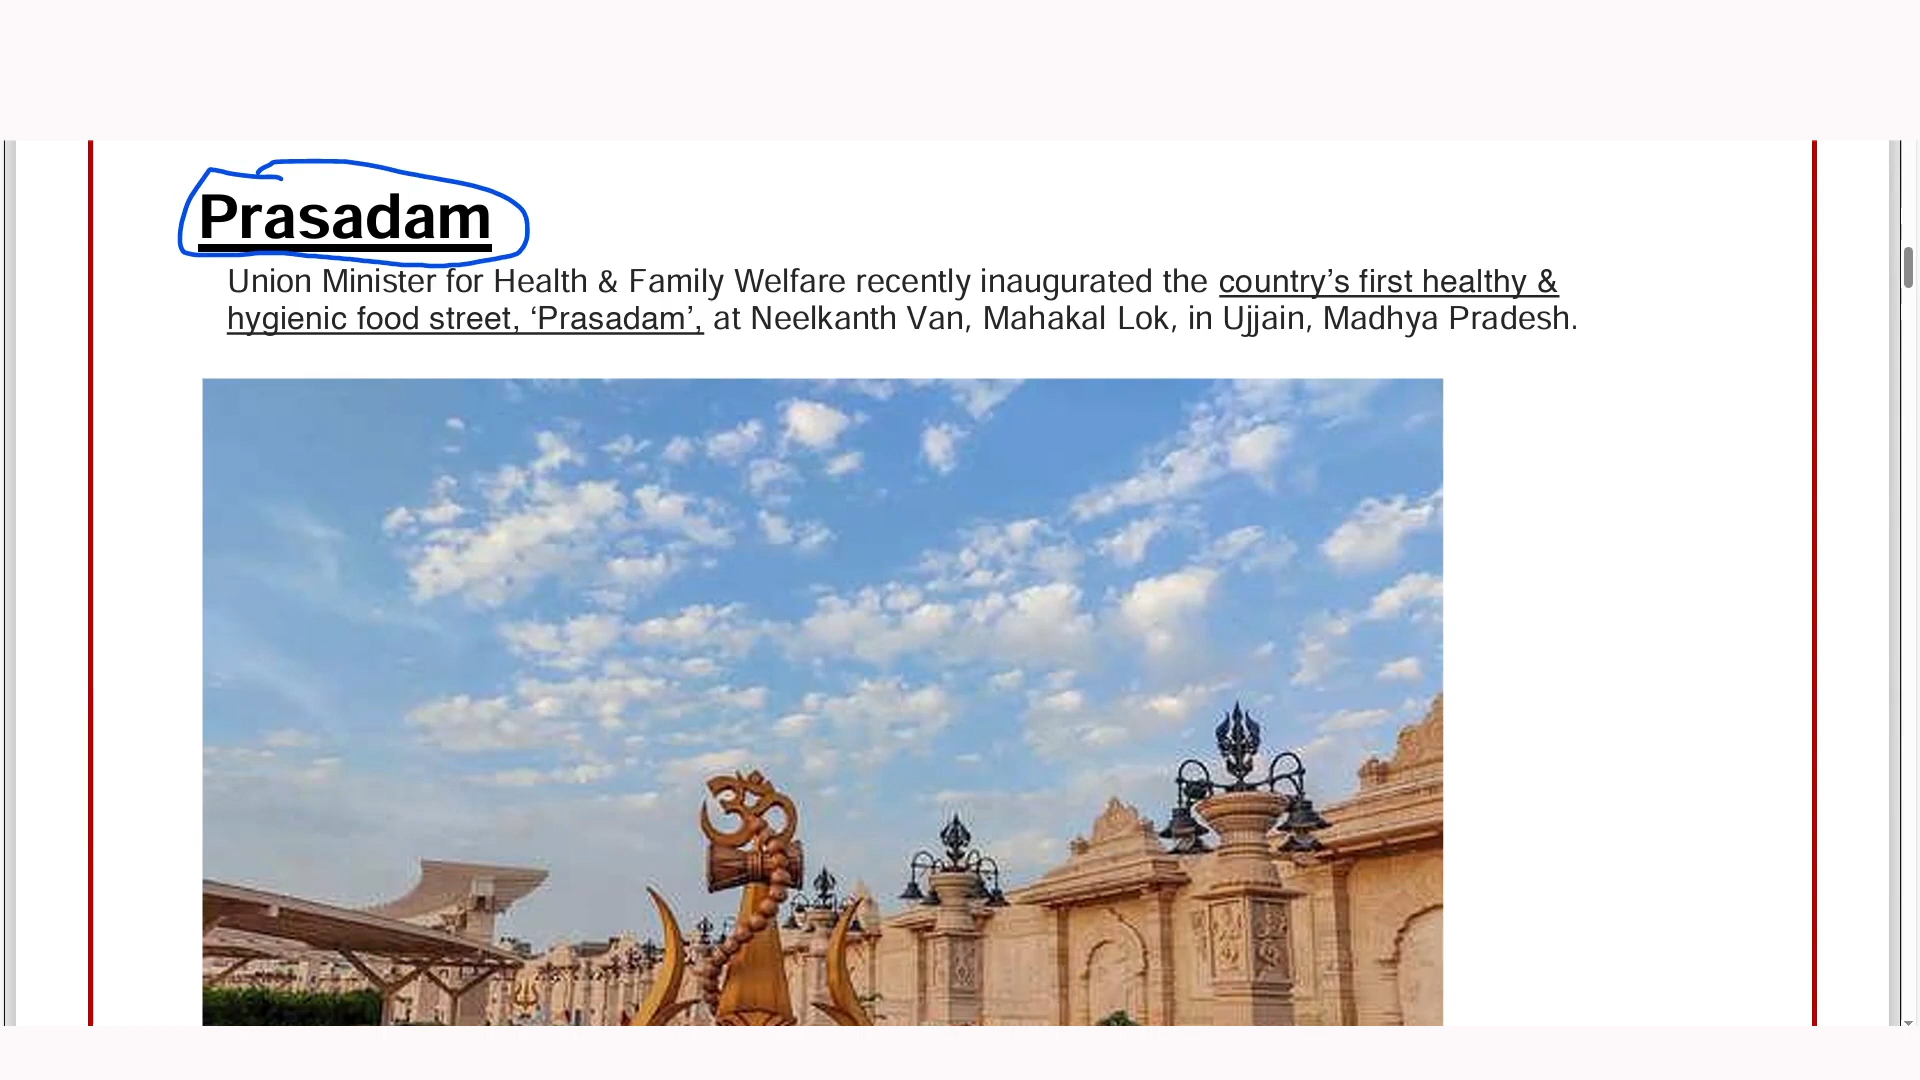 Prasadam
Union Minister for Health & Family Welfare recently inaugurated the country’s first healthy &
hygienic food street, ‘Prasadam’, at Neelkanth Van, Mahakal Lok, in Ujjain, Madhya Pradesh.